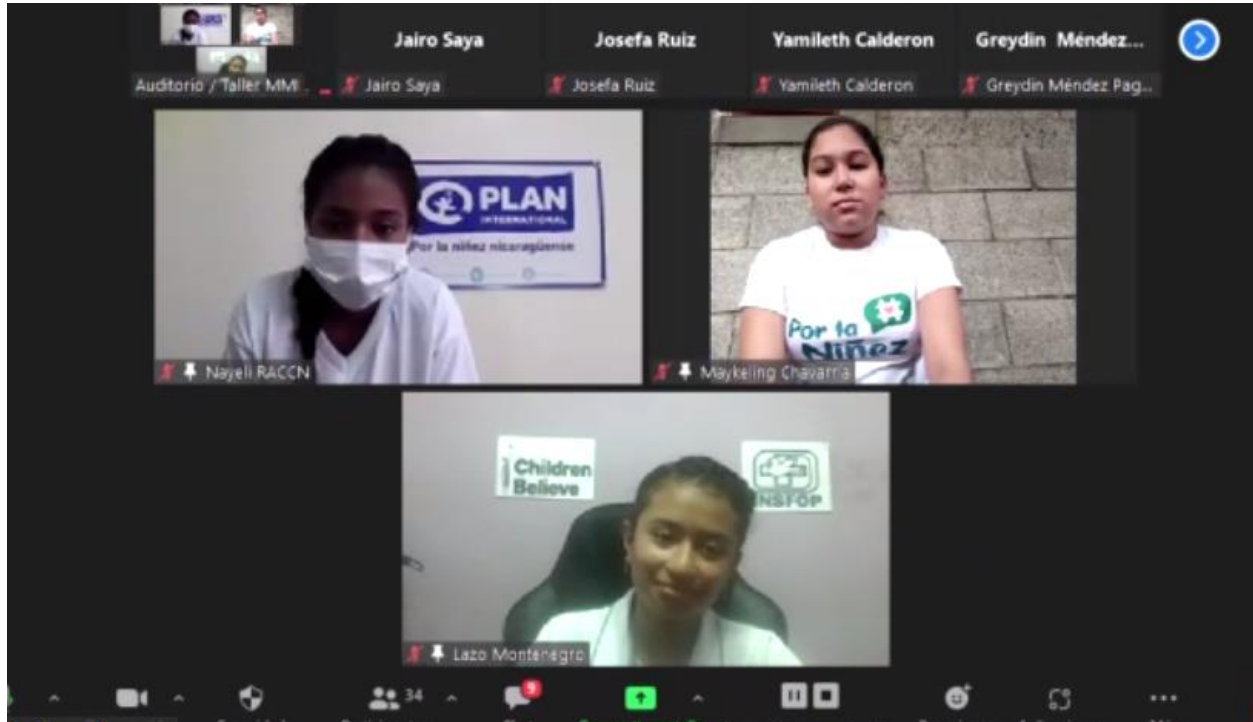 Jairo Saya
Josefa Ruiz
Yamileth Calderon
Greydin Méndez...
Auditorio / Taller MMI
Jairo Saya
Josefa Ruiz
Yamileth Calderon
Greydin Méndez Pag...
PLAN
INTERNATIONAL
Por la niñez nicaragüense
Nayeli RACCN
Por la
Niñez
Maykeling Chavarria
Children
Believe
INSFOP
Lazo Montenegro
34
9